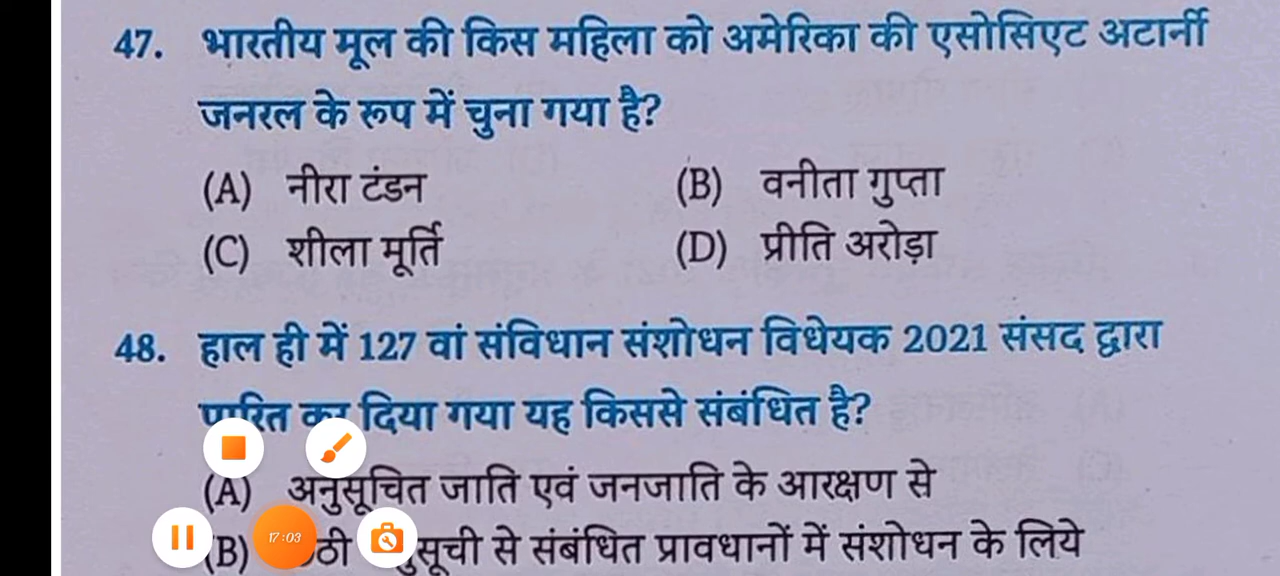 47. भारतीय मूल की किस महिला को अमेरिका की एसोसिएट अटार्नी
जनरल के रूप में चुना गया है?
(A) नीरा टंडन (B) वनीता गुप्ता
(C) शीला मूर्ति (D) प्रीति अरोड़ा
48. हाल ही में 127 वां संविधान संशोधन विधेयक 2021 संसद द्वारा
पारित कर दिया गया यह किससे संबंधित है?
(A) अनुसूचित जाति एवं जनजाति के आरक्षण से
(B) से संबंधित प्रावधानों में संशोधन के लिये
17:03